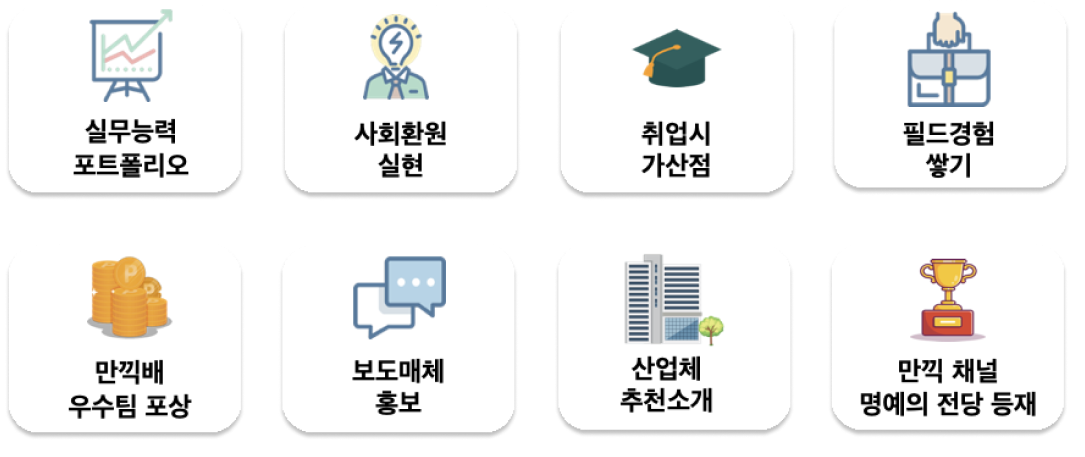 실무능력
포트폴리오
사회환원
실현
취업시
가산점
필드경험
쌓기
만끽배
우수팀 포상
보도매체
홍보
산업체
추천소개
만끽 채널
명예의 전당 등재